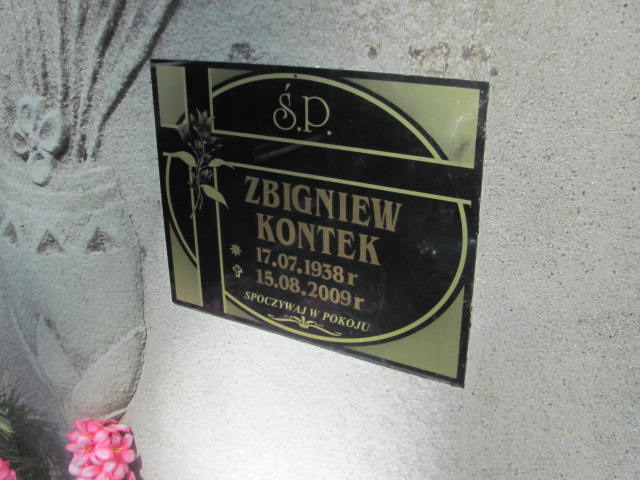 Ś.P.
ZBIGNIEW
KONTEK
* 17.07.1938 r
✝ 15.08.2009 r
SPOCZYWAJ W POKOJU